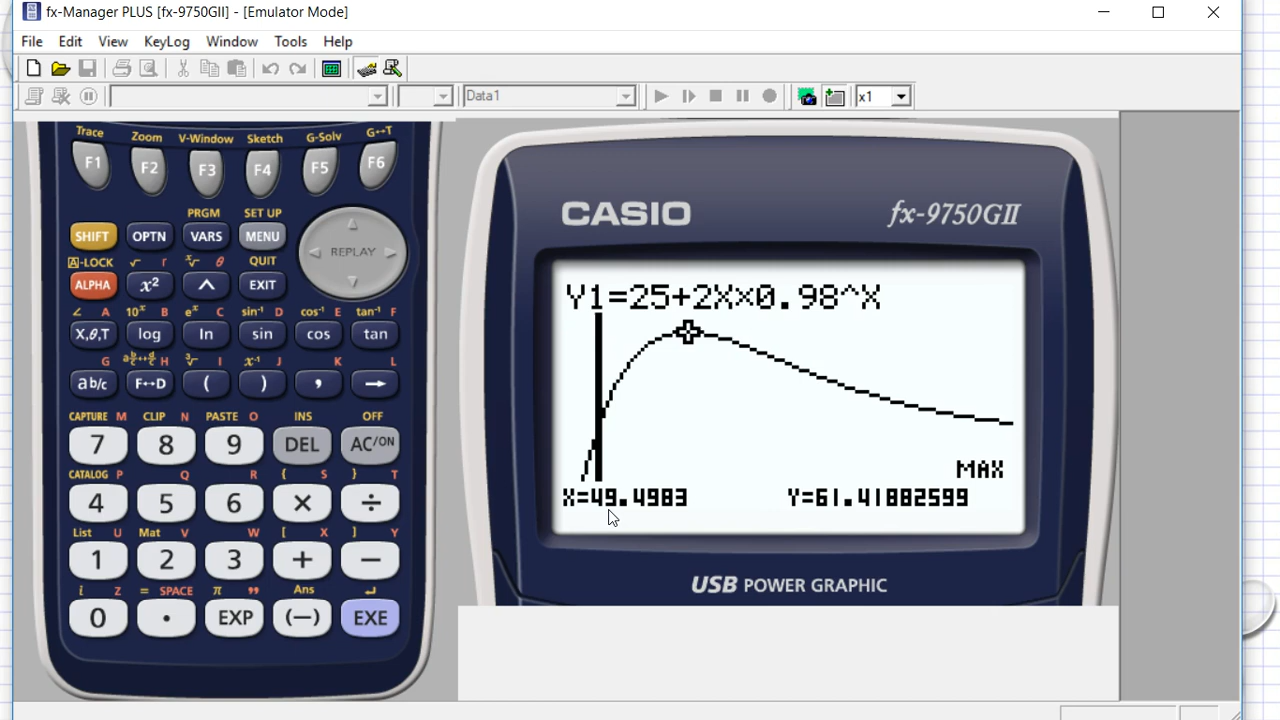 fx-Manager PLUS [fx-9750GII] - [Emulator Mode]
File Edit View KeyLog Window Tools Help
Data1 x1
Trace Zoom V-Window Sketch G-Solv G↔T
F1 F2 F3 F4 F5 F6
PRGM SET UP
SHIFT OPTN VARS MENU
REPLAY
A-LOCK √ r ˣ√ θ QUIT
ALPHA x² ^ EXIT
∠ A 10ˣ B eˣ C sin⁻¹ D cos⁻¹ E tan⁻¹ F
X,θ,T log ln sin cos tan
G a b/c↔d/c H ³√ I x⁻¹ J K L
ab/c F↔D ( ) , →
CAPTURE M CLIP N PASTE O INS OFF
7 8 9 DEL AC/ON
CATALOG P Q R { S } T
4 5 6 × ÷
List U Mat V W [ X ] Y
1 2 3 + −
i Z = SPACE π " Ans ↵
0 . EXP (−) EXE
CASIO fx-9750GII
Y1=25+2X×0.98^X
MAX
X=49.4983 Y=61.41882599
USB POWER GRAPHIC